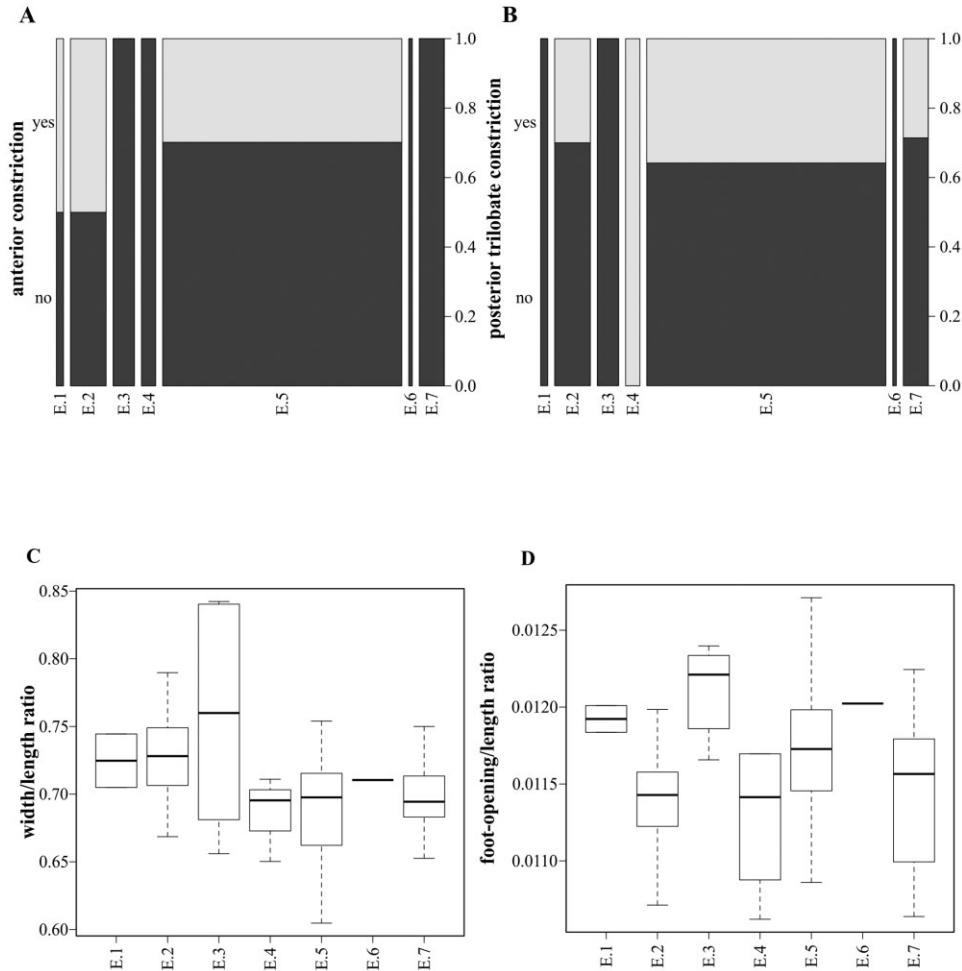 A
B
anterior constriction
yes
no
1.0
0.8
0.6
0.4
0.2
0.0
E.1
E.2
E.3
E.4
E.5
E.6
E.7
posterior trilobate constriction
yes
no
1.0
0.8
0.6
0.4
0.2
0.0
E.1
E.2
E.3
E.4
E.5
E.6
E.7
C
width/length ratio
0.85
0.80
0.75
0.70
0.65
0.60
E.1
E.2
E.3
E.4
E.5
E.6
E.7
D
foot-opening/length ratio
0.0125
0.0120
0.0115
0.0110
E.1
E.2
E.3
E.4
E.5
E.6
E.7